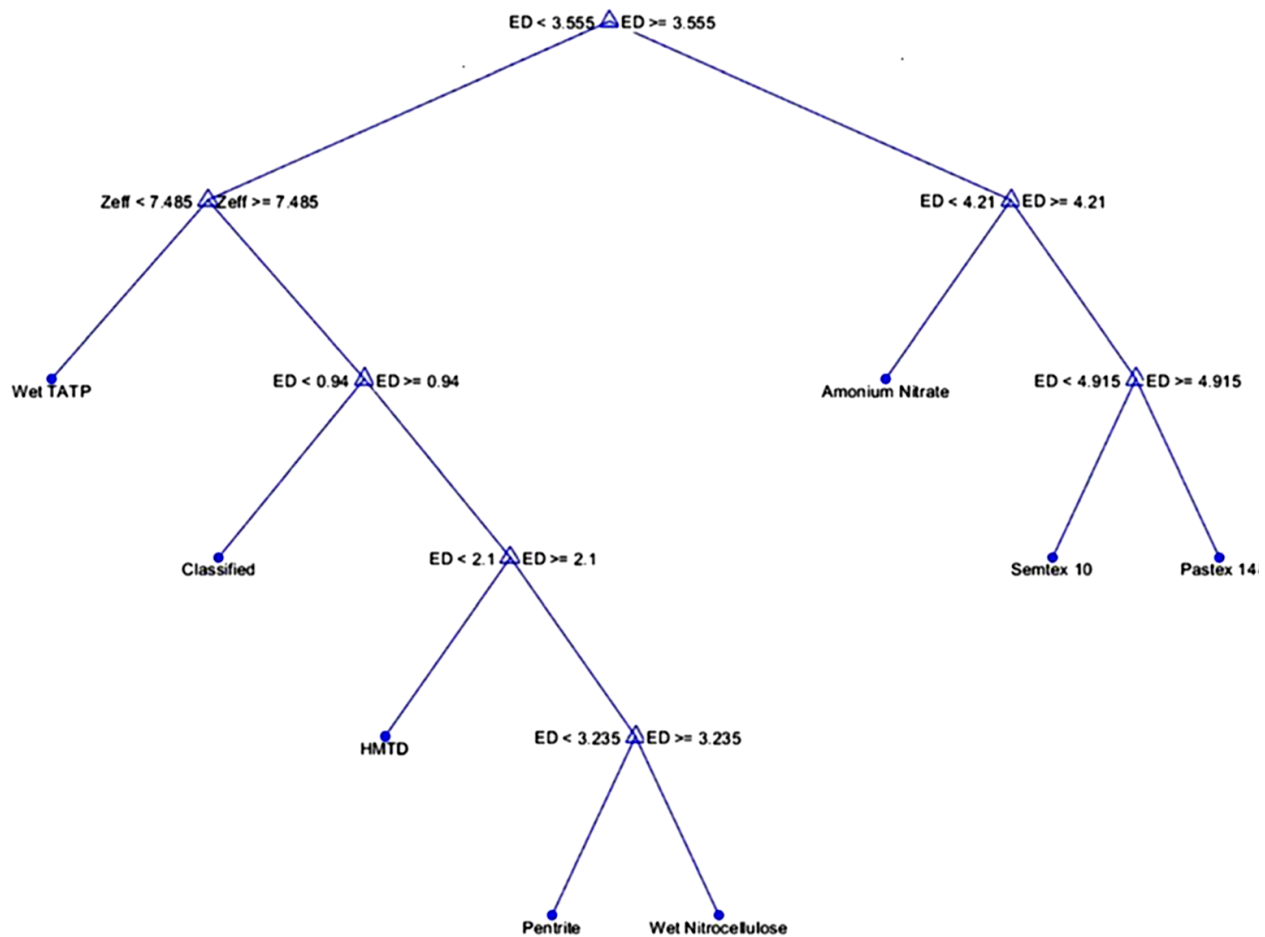 ED < 3.555 ED >= 3.555
Zeff < 7.485 Zeff >= 7.485
ED < 4.21 ED >= 4.21
Wet TATP
ED < 0.94 ED >= 0.94
Amonium Nitrate
ED < 4.915 ED >= 4.915
Classified
ED < 2.1 ED >= 2.1
Semtex 10
Pastex 14
HMTD
ED < 3.235 ED >= 3.235
Pentrite
Wet Nitrocellulose